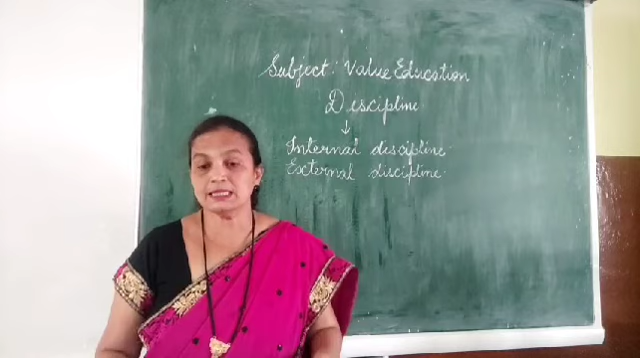 Subject: Value Education
Discipline
↓
Internal discipline.
External discipline.